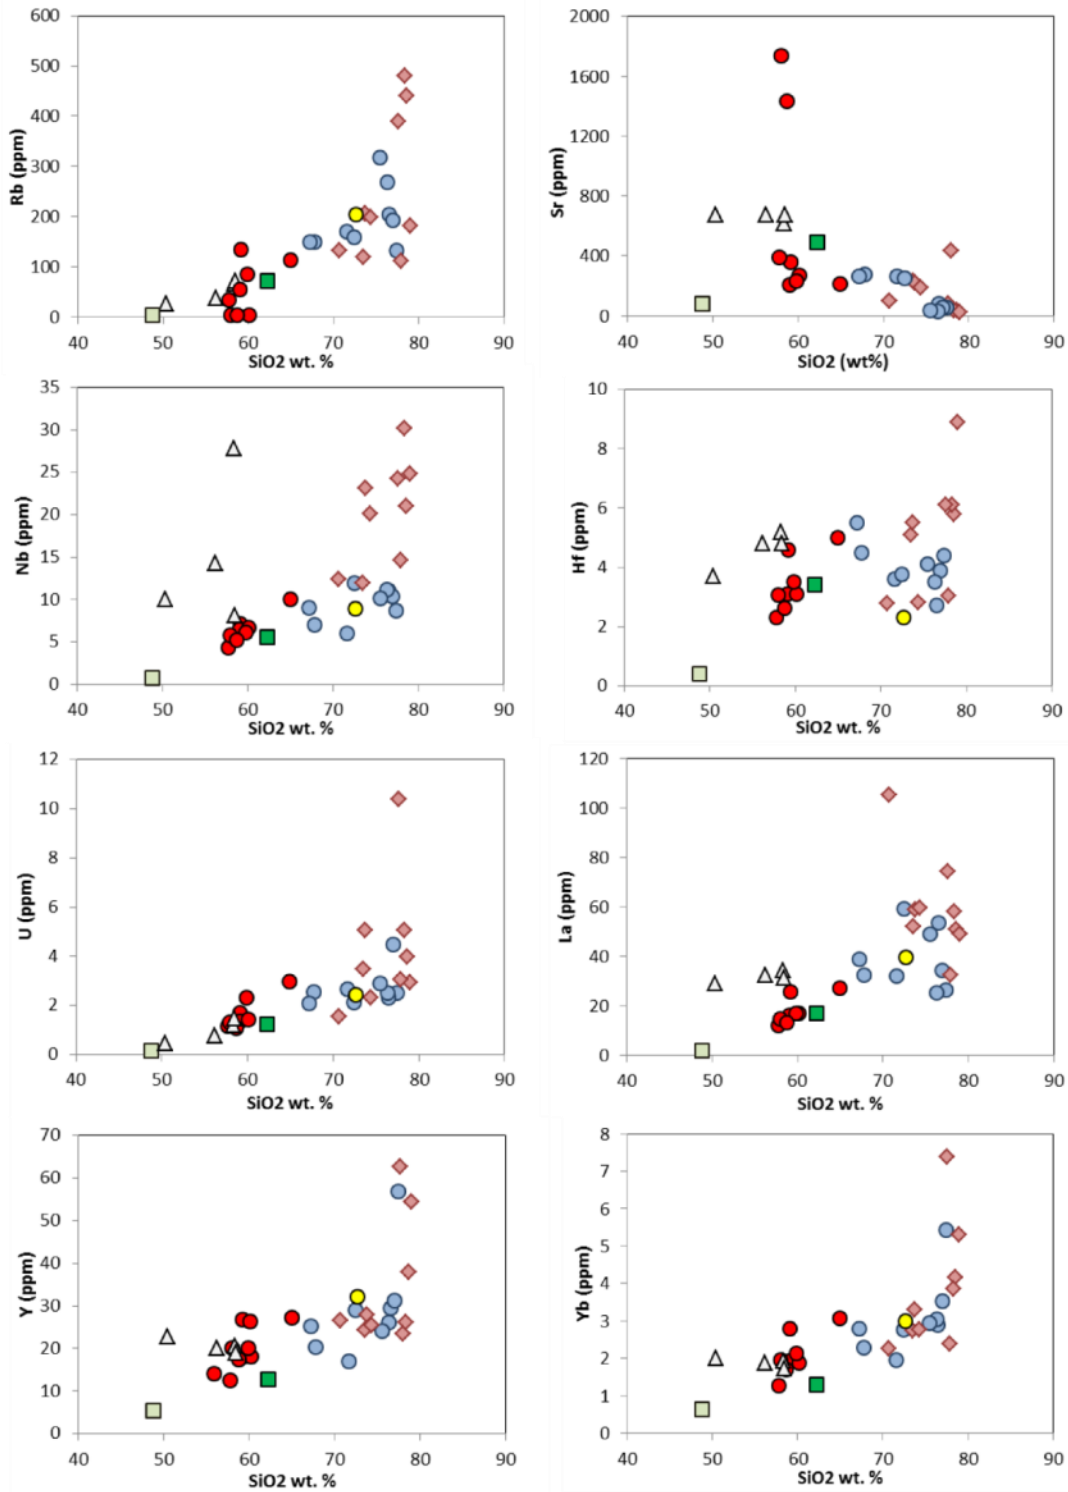 600
500
400
300
200
100
0
Rb (ppm)
40 50 60 70 80 90
SiO2 wt. %
2000
1600
1200
800
400
0
Sr (ppm)
40 50 60 70 80 90
SiO2 (wt%)
35
30
25
20
15
10
5
0
Nb (ppm)
40 50 60 70 80 90
SiO2 wt. %
10
8
6
4
2
0
Hf (ppm)
40 50 60 70 80 90
SiO2 wt. %
12
10
8
6
4
2
0
U (ppm)
40 50 60 70 80 90
SiO2 wt. %
120
100
80
60
40
20
0
La (ppm)
40 50 60 70 80 90
SiO2 wt. %
70
60
50
40
30
20
10
0
Y (ppm)
40 50 60 70 80 90
SiO2 wt. %
8
7
6
5
4
3
2
1
0
Yb (ppm)
40 50 60 70 80 90
SiO2 wt. %